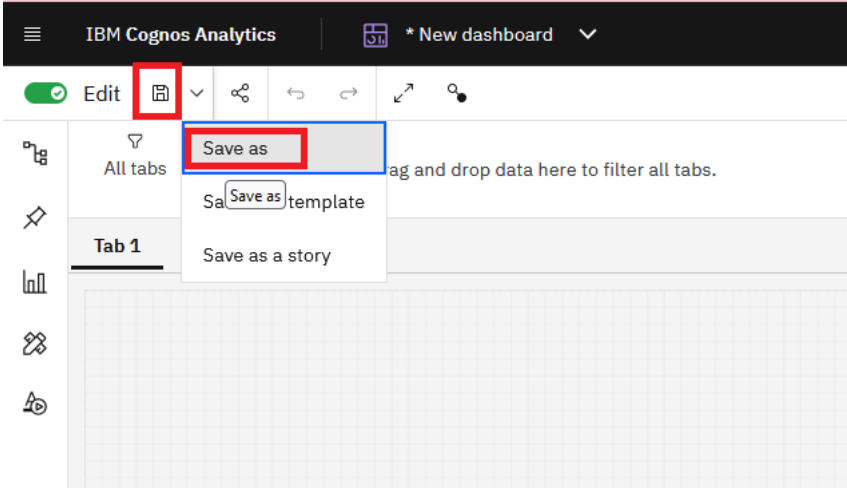 IBM Cognos Analytics
* New dashboard
Edit
All tabs
ag and drop data here to filter all tabs.
Save as
Save as
Sa template
Save as a story
Tab 1